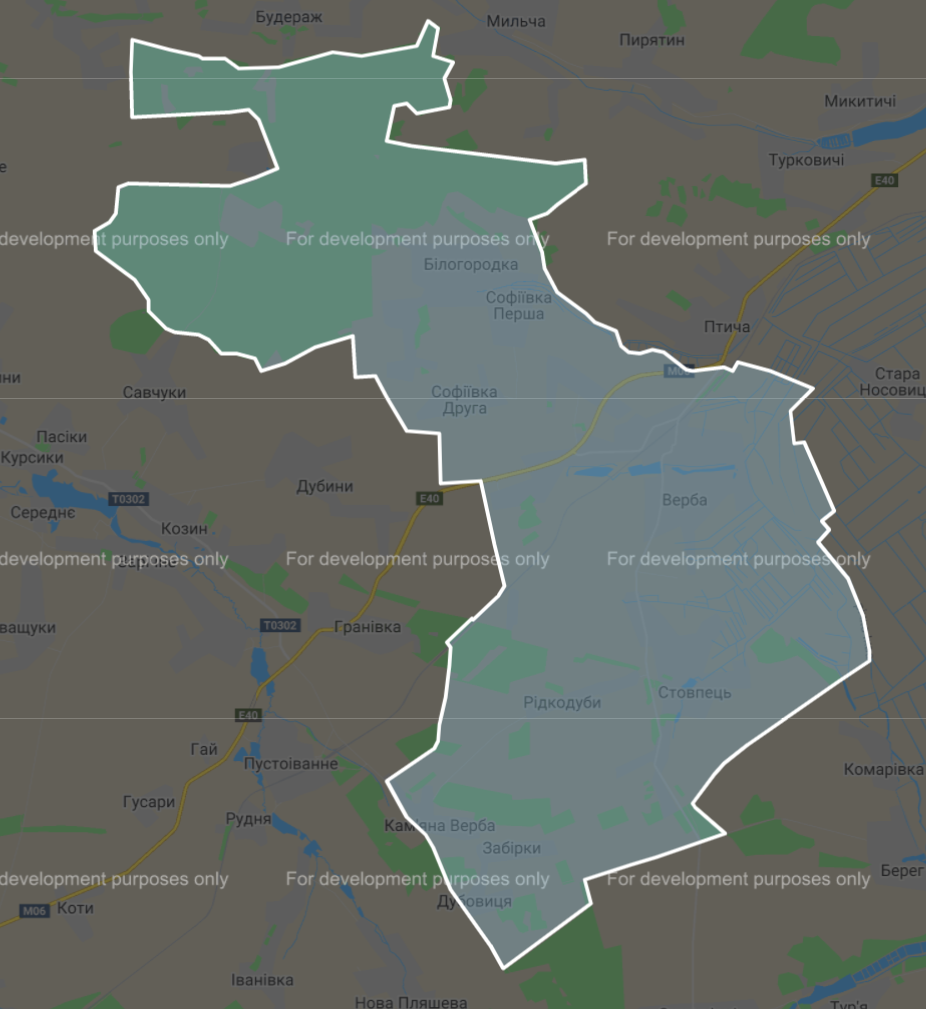 Будераж
Мильча
Пирятин
Микитичі
Турковичі
E40
development purposes only
For development purposes only
For development purposes only
Білогородка
Софіївка
Перша
Птича
Стара
Носовиц
Софіївка
Друга
Савчуки
Пасіки
Курсики
T0302
Середнє
Козин
Дубини
E40
Верба
development purposes only
For development purposes only
For development purposes only
T0302
Гранівка
ващуки
Рідкодуби
Стовпець
E40
Гай
Пустоіванне
Комарівка
Гусари
Рудня
Кам'яна Верба
Забірки
Берег
development purposes only
For development purposes only
For development purposes only
Дубовиця
M06
Коти
Іванівка
Нова Пляшева
Тур'я